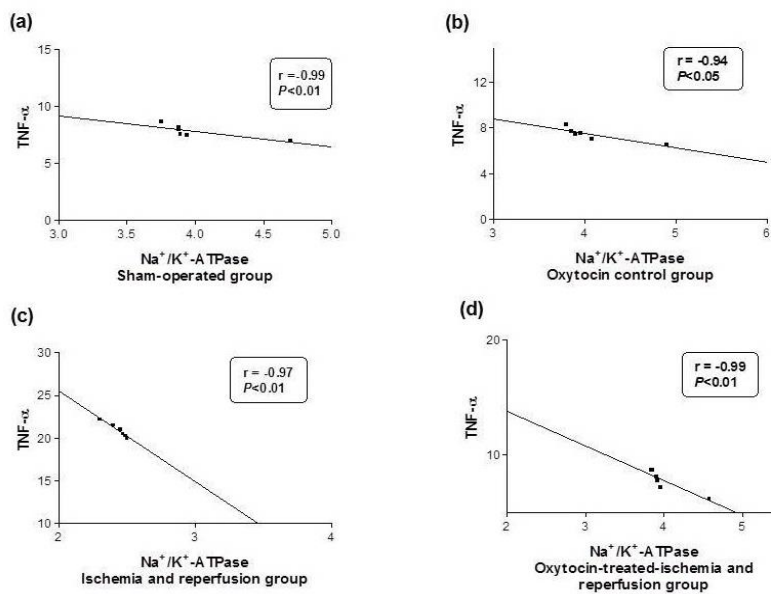 (a)
15
10
5
0
TNF-α
r =-0.99
P<0.01
3.0 3.5 4.0 4.5 5.0
Na⁺/K⁺-ATPase
Sham-operated group
(b)
12
8
4
0
TNF-α
r = -0.94
P<0.05
3 4 5 6
Na⁺/K⁺-ATPase
Oxytocin control group
(c)
30
25
20
15
10
TNF-α
r = -0.97
P<0.01
2 3 4
Na⁺/K⁺-ATPase
Ischemia and reperfusion group
(d)
20
10
TNF-α
r = -0.99
P<0.01
2 3 4 5
Na⁺/K⁺-ATPase
Oxytocin-treated-ischemia and
reperfusion group